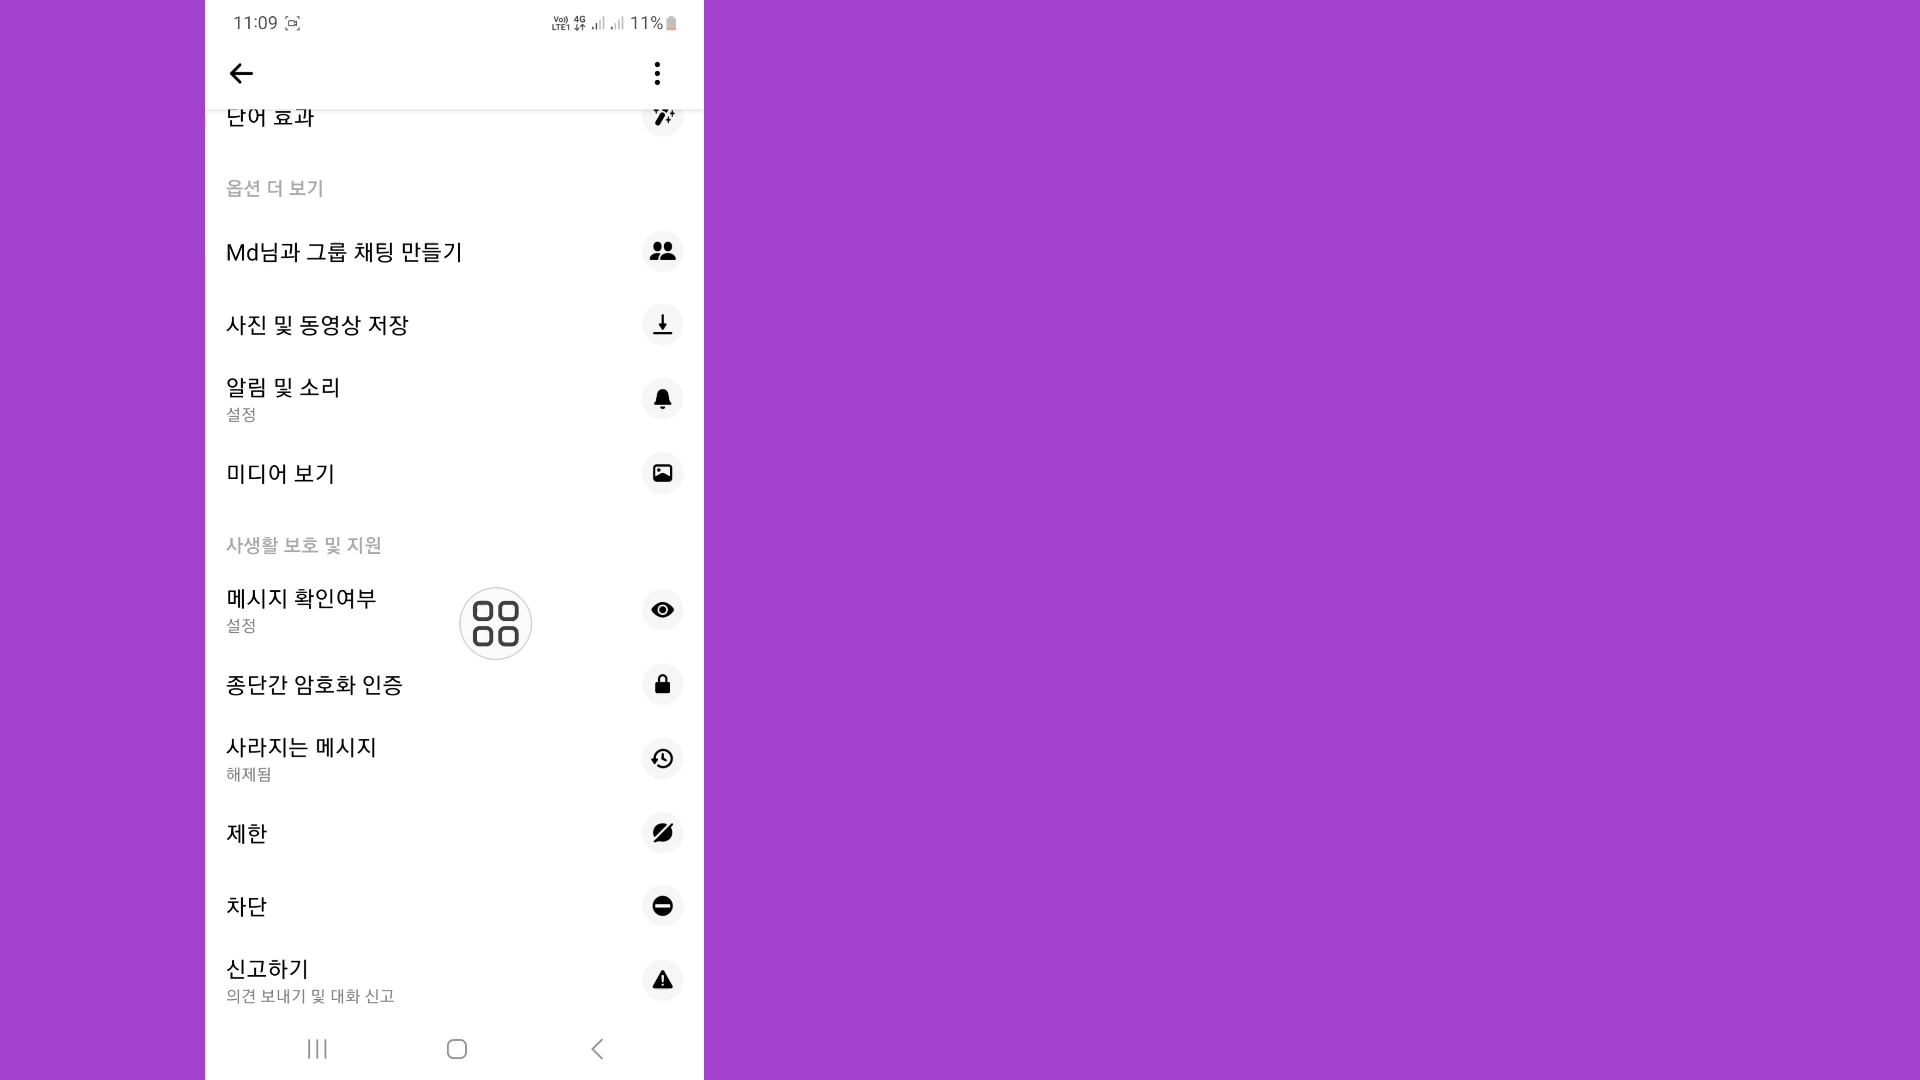 11:09
Vo)) LTE1 4G 11%
단어 효과
옵션 더 보기
Md님과 그룹 채팅 만들기
사진 및 동영상 저장
알림 및 소리
설정
미디어 보기
사생활 보호 및 지원
메시지 확인여부
설정
종단간 암호화 인증
사라지는 메시지
해제됨
제한
차단
신고하기
의견 보내기 및 대화 신고